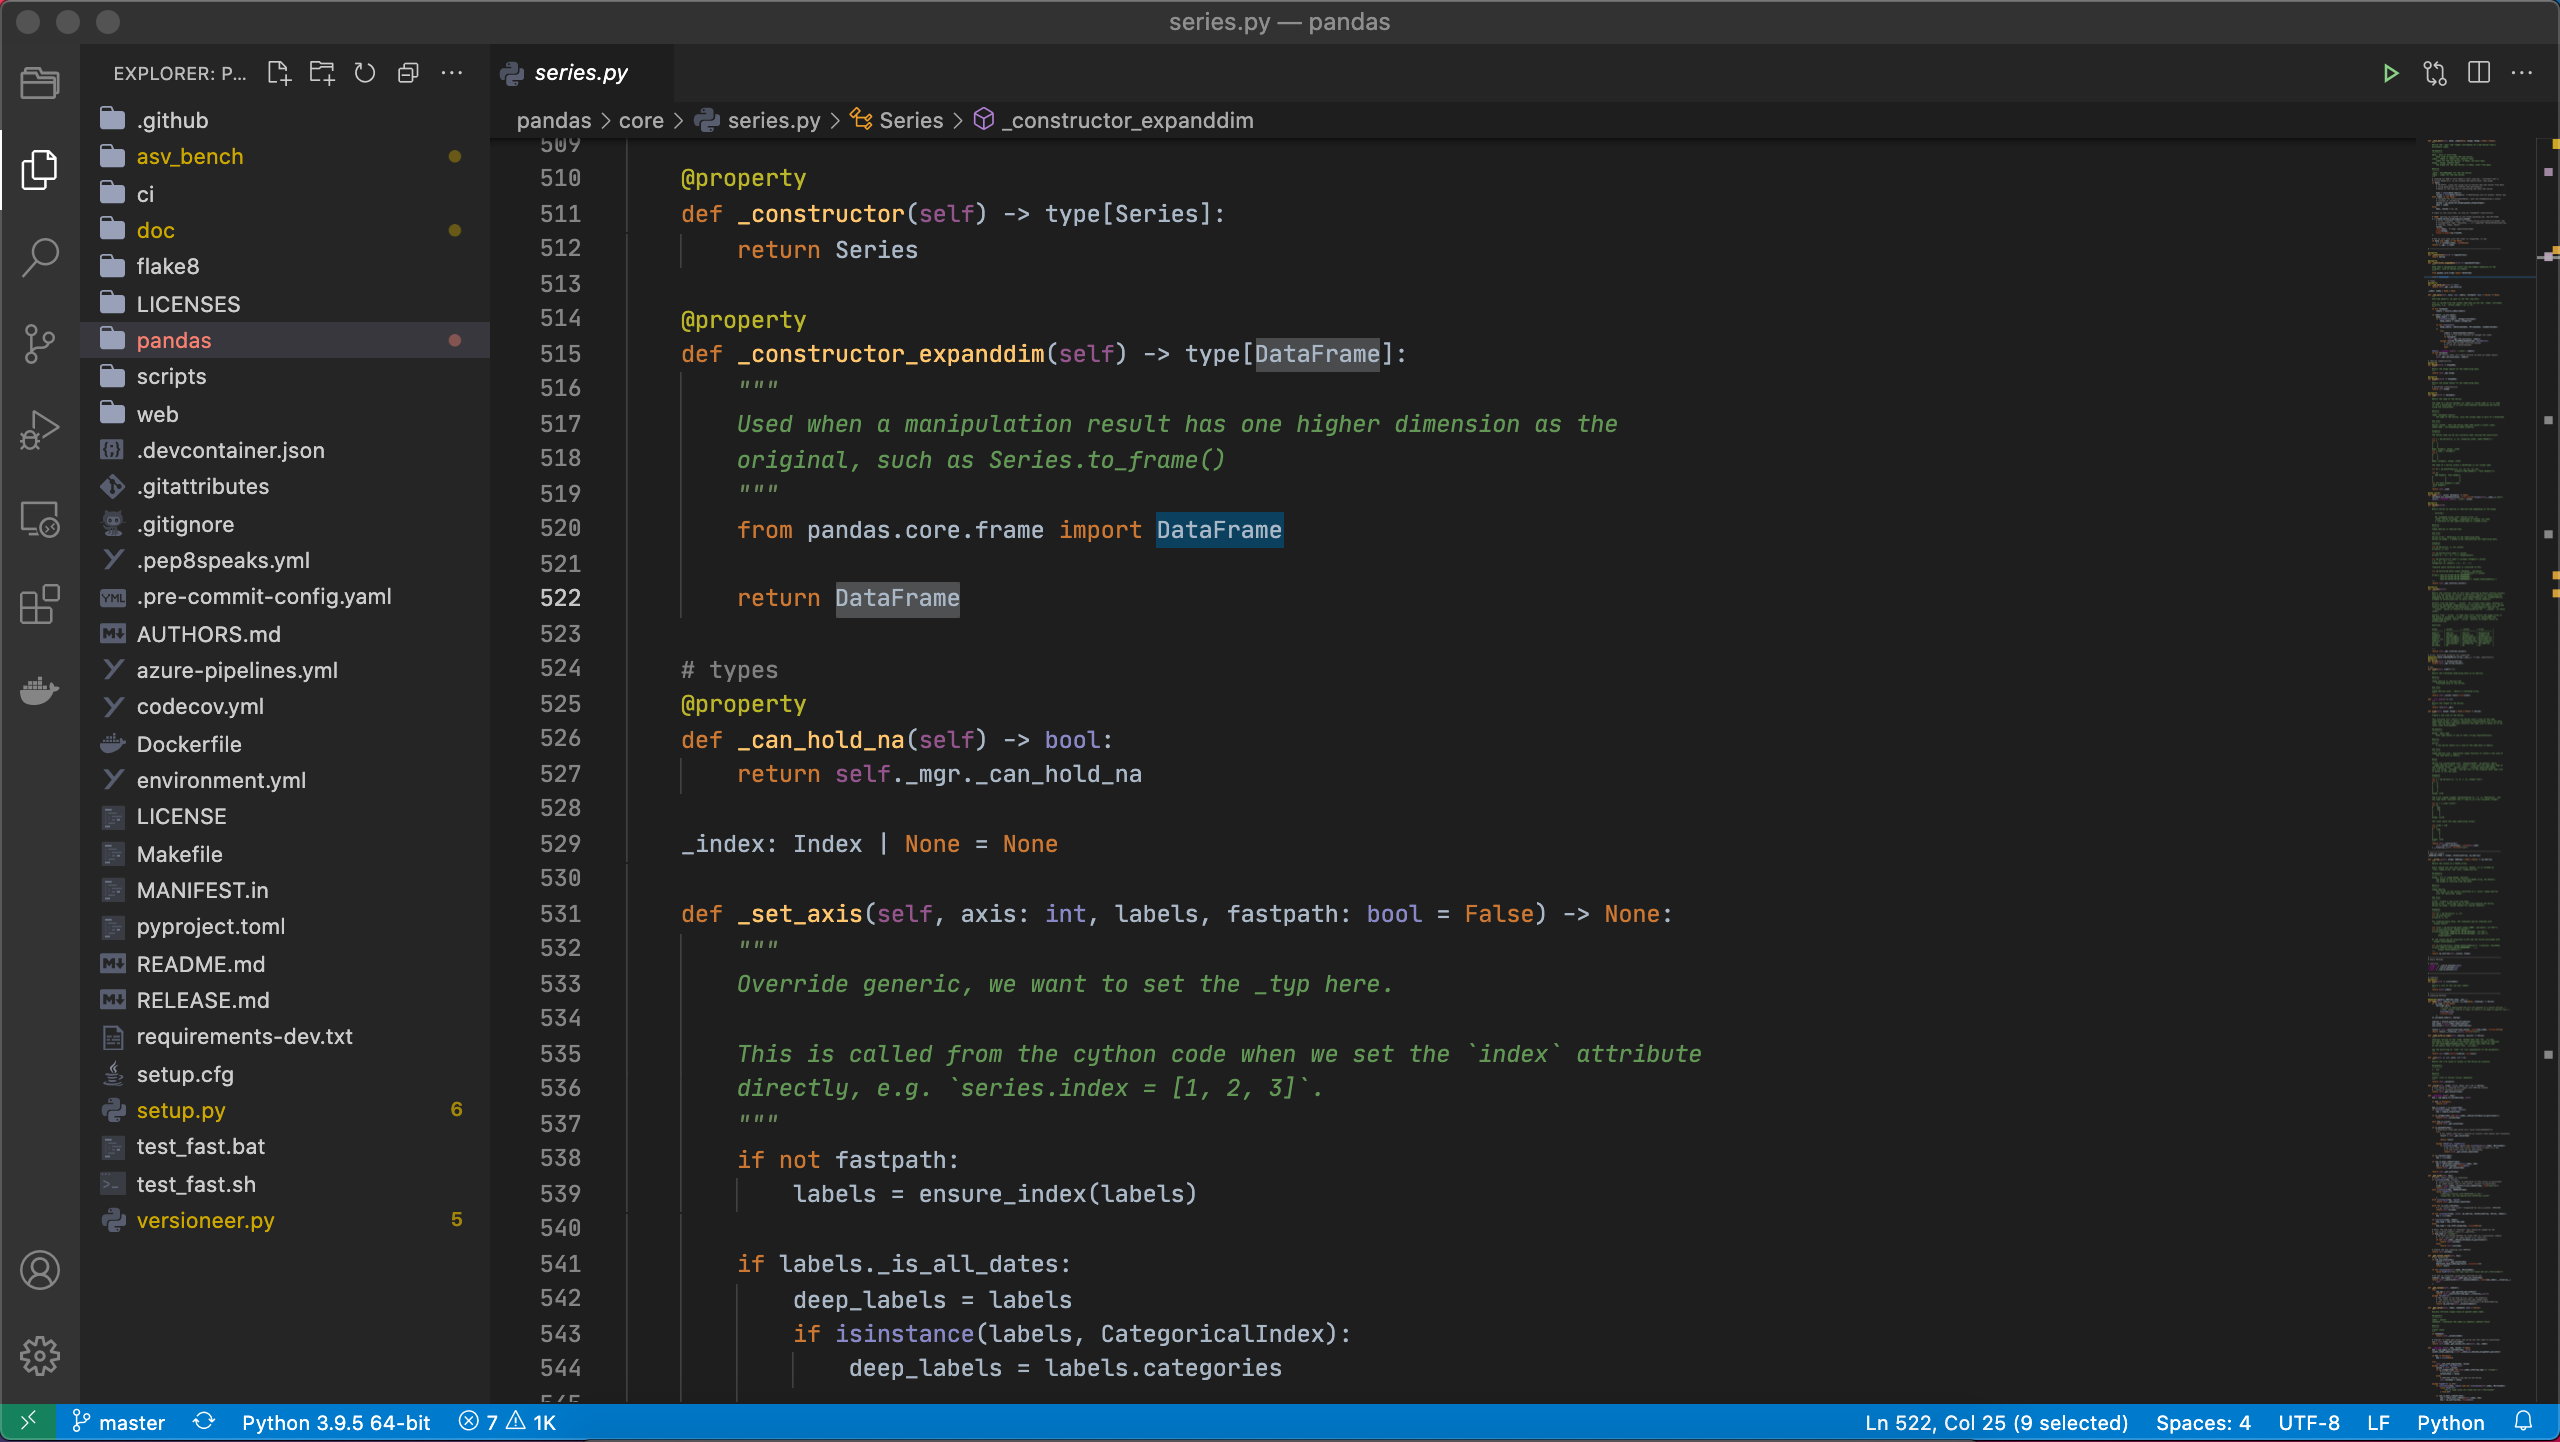 series.py — pandas
EXPLORER: P...
series.py
pandas > core > series.py > Series > _constructor_expanddim
.github
asv_bench
ci
doc
flake8
LICENSES
pandas
scripts
web
.devcontainer.json
.gitattributes
.gitignore
.pep8speaks.yml
.pre-commit-config.yaml
AUTHORS.md
azure-pipelines.yml
codecov.yml
Dockerfile
environment.yml
LICENSE
Makefile
MANIFEST.in
pyproject.toml
README.md
RELEASE.md
requirements-dev.txt
setup.cfg
setup.py 6
test_fast.bat
test_fast.sh
versioneer.py 5
509
510 @property
511 def _constructor(self) -> type[Series]:
512 return Series
513
514 @property
515 def _constructor_expanddim(self) -> type[DataFrame]:
516 """
517 Used when a manipulation result has one higher dimension as the
518 original, such as Series.to_frame()
519 """
520 from pandas.core.frame import DataFrame
521
522 return DataFrame
523
524 # types
525 @property
526 def _can_hold_na(self) -> bool:
527 return self._mgr._can_hold_na
528
529 _index: Index | None = None
530
531 def _set_axis(self, axis: int, labels, fastpath: bool = False) -> None:
532 """
533 Override generic, we want to set the _typ here.
534
535 This is called from the cython code when we set the `index` attribute
536 directly, e.g. `series.index = [1, 2, 3]`.
537 """
538 if not fastpath:
539 labels = ensure_index(labels)
540
541 if labels._is_all_dates:
542 deep_labels = labels
543 if isinstance(labels, CategoricalIndex):
544 deep_labels = labels.categories
master Python 3.9.5 64-bit 7 1K Ln 522, Col 25 (9 selected) Spaces: 4 UTF-8 LF Python